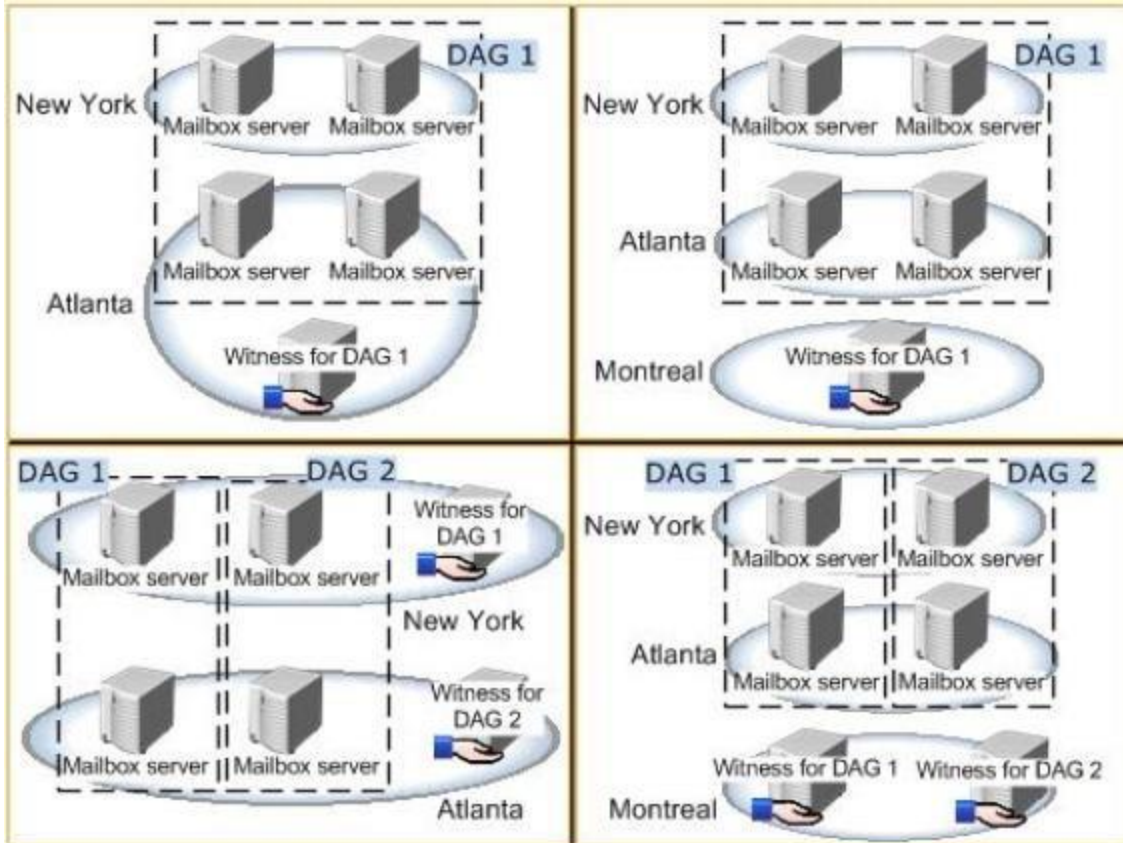 DAG 1
New York
Mailbox server Mailbox server
Mailbox server Mailbox server
Atlanta
Witness for DAG 1
DAG 1
New York
Mailbox server Mailbox server
Atlanta
Mailbox server Mailbox server
Montreal
Witness for DAG 1
DAG 1 DAG 2
Witness for
DAG 1
Mailbox server Mailbox server
New York
Witness for
DAG 2
Mailbox server Mailbox server
Atlanta
DAG 1 DAG 2
New York
Mailbox server Mailbox server
Atlanta
Mailbox server Mailbox server
Witness for DAG 1 Witness for DAG 2
Montreal